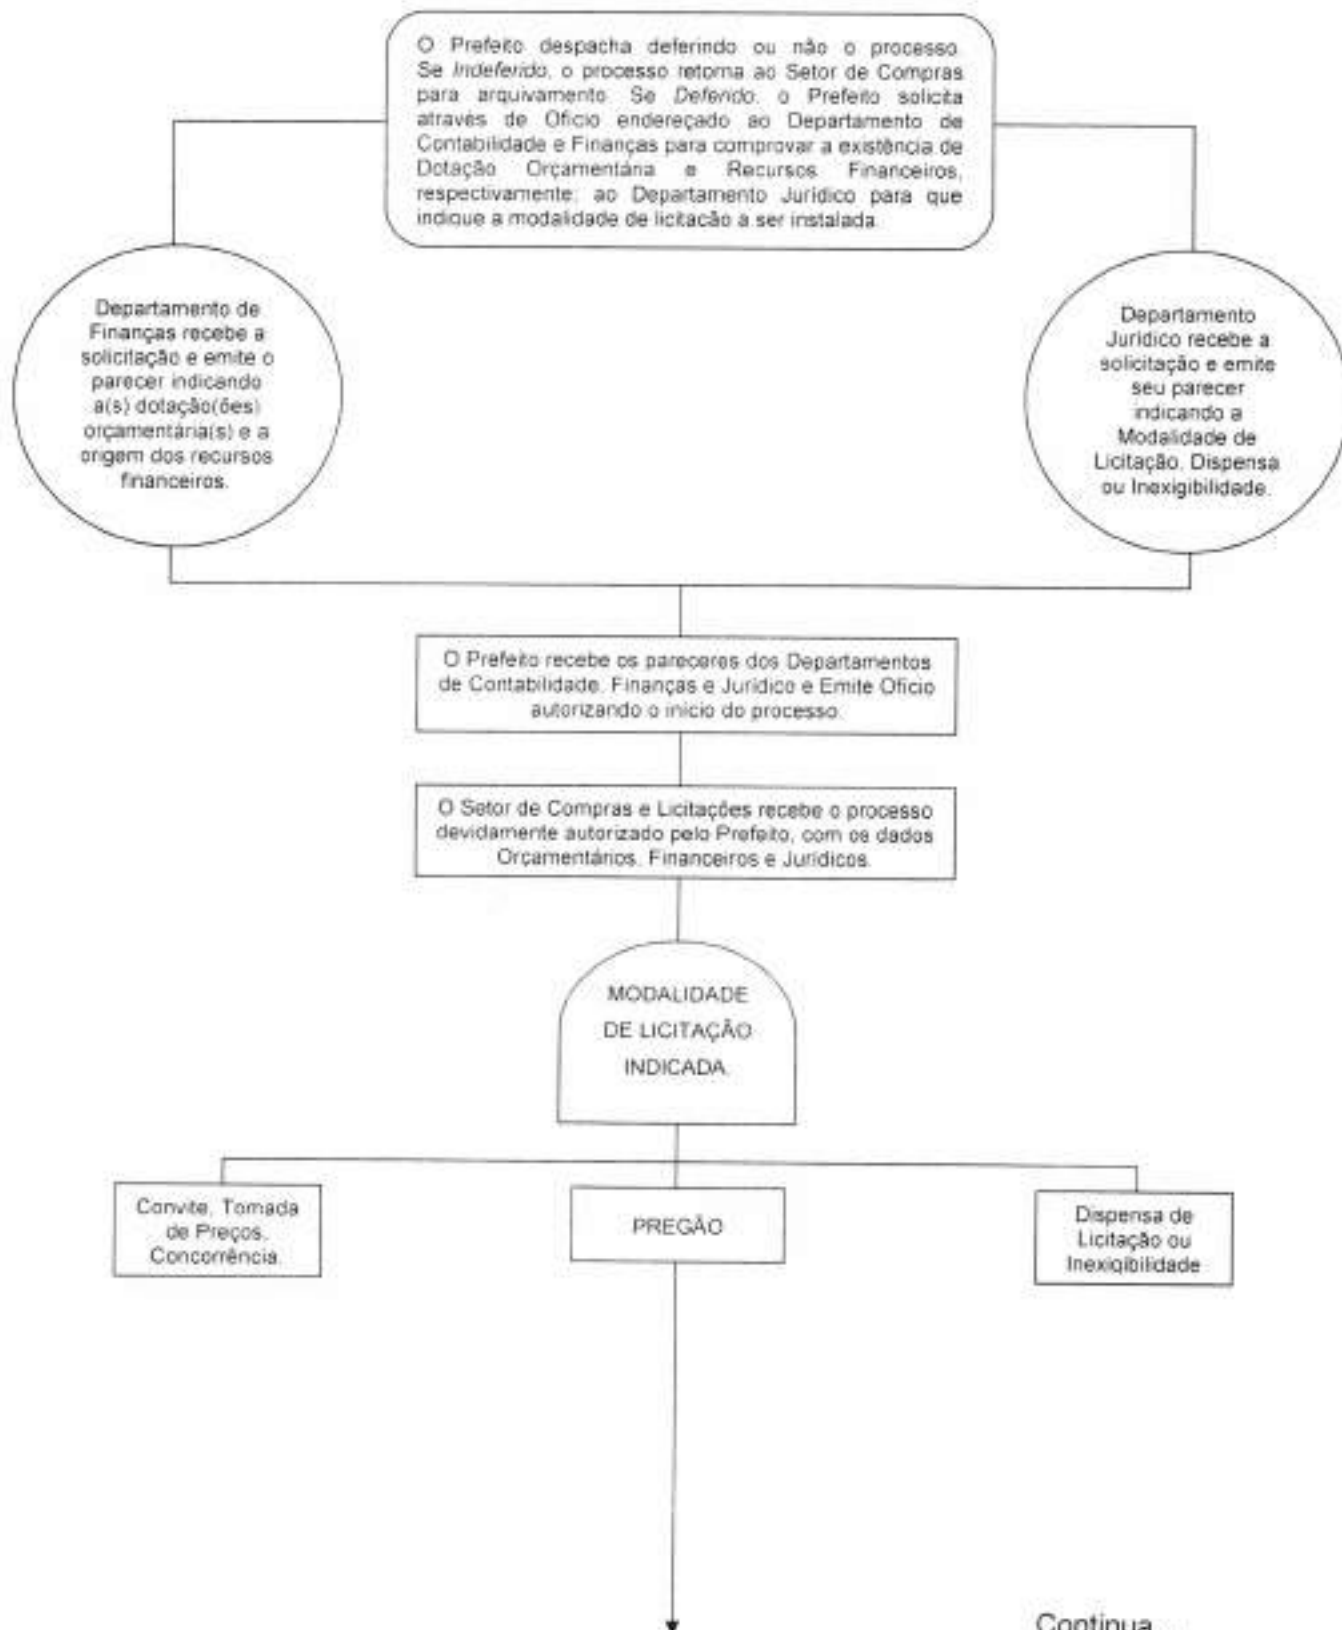 O Prefeito despacha deferindo ou não o processo.
Se Indeferido, o processo retorna ao Setor de Compras
para arquivamento. Se Deferido, o Prefeito solicita
através de Ofício endereçado ao Departamento de
Contabilidade e Finanças para comprovar a existência de
Dotação Orçamentária e Recursos Financeiros,
respectivamente; ao Departamento Jurídico para que
indique a modalidade de licitação a ser instalada.
Departamento de
Finanças recebe a
solicitação e emite o
parecer indicando
a(s) dotação(ões)
orçamentária(s) e a
origem dos recursos
financeiros.
Departamento
Jurídico recebe a
solicitação e emite
seu parecer
indicando a
Modalidade de
Licitação, Dispensa
ou Inexigibilidade.
O Prefeito recebe os pareceres dos Departamentos
de Contabilidade, Finanças e Jurídico e Emite Ofício
autorizando o início do processo.
O Setor de Compras e Licitações recebe o processo
devidamente autorizado pelo Prefeito, com os dados
Orçamentários, Financeiros e Jurídicos.
MODALIDADE
DE LICITAÇÃO
INDICADA.
Convite, Tomada
de Preços,
Concorrência.
PREGÃO
Dispensa de
Licitação ou
Inexigibilidade
Continua...